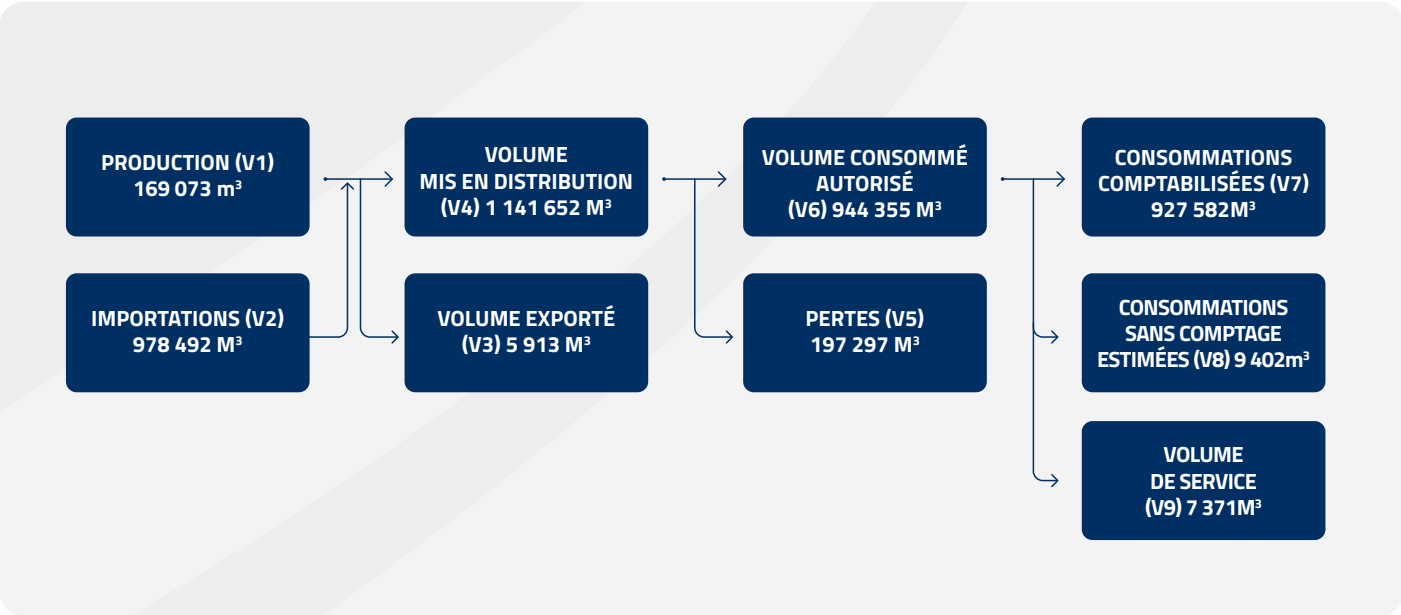 PRODUCTION (V1)
169 073 m³
IMPORTATIONS (V2)
978 492 M³
VOLUME
MIS EN DISTRIBUTION
(V4) 1 141 652 M³
VOLUME EXPORTÉ
(V3) 5 913 M³
VOLUME CONSOMMÉ
AUTORISÉ
(V6) 944 355 M³
PERTES (V5)
197 297 M³
CONSOMMATIONS
COMPTABILISÉES (V7)
927 582M³
CONSOMMATIONS
SANS COMPTAGE
ESTIMÉES (V8) 9 402m³
VOLUME
DE SERVICE
(V9) 7 371M³